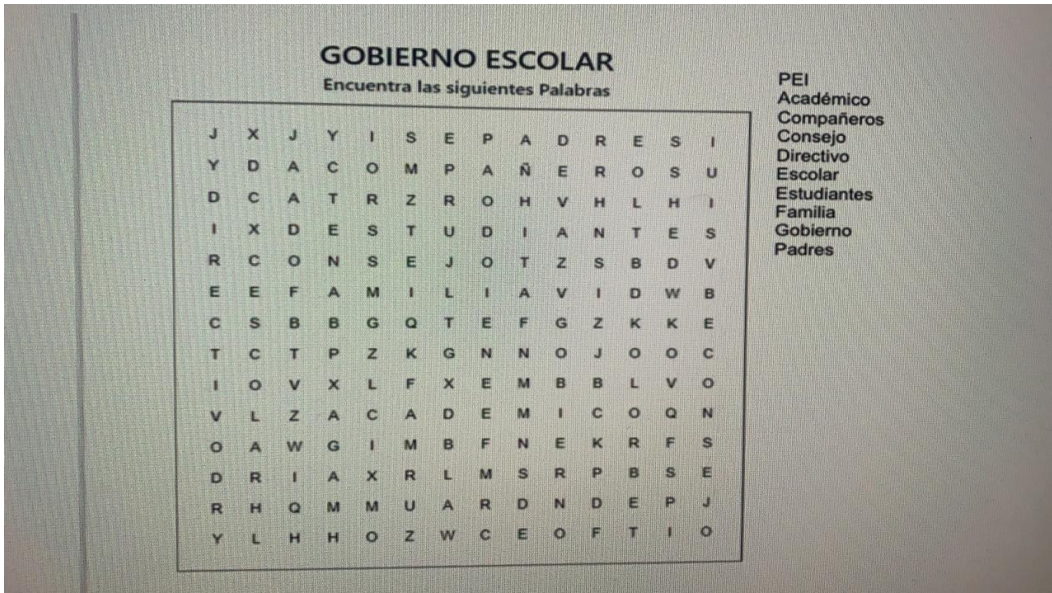 GOBIERNO ESCOLAR
Encuentra las siguientes Palabras
J X J Y I S E P A D R E S I
Y D A C O M P A Ñ E R O S U
D C A T R Z R O H V H L H I
I X D E S T U D I A N T E S
R C O N S E J O T Z S B D V
E E F A M I L I A V I D W B
C S B B G Q T E F G Z K K E
T C T P Z K G N N O J O O C
I O V X L F X E M B B L V O
V L Z A C A D E M I C O Q N
O A W G I M B F N E K R F S
D R I A X R L M S R P B S E
R H Q M M U A R D N D E P J
Y L H H O Z W C E O F T I O
PEI
Académico
Compañeros
Consejo
Directivo
Escolar
Estudiantes
Familia
Gobierno
Padres